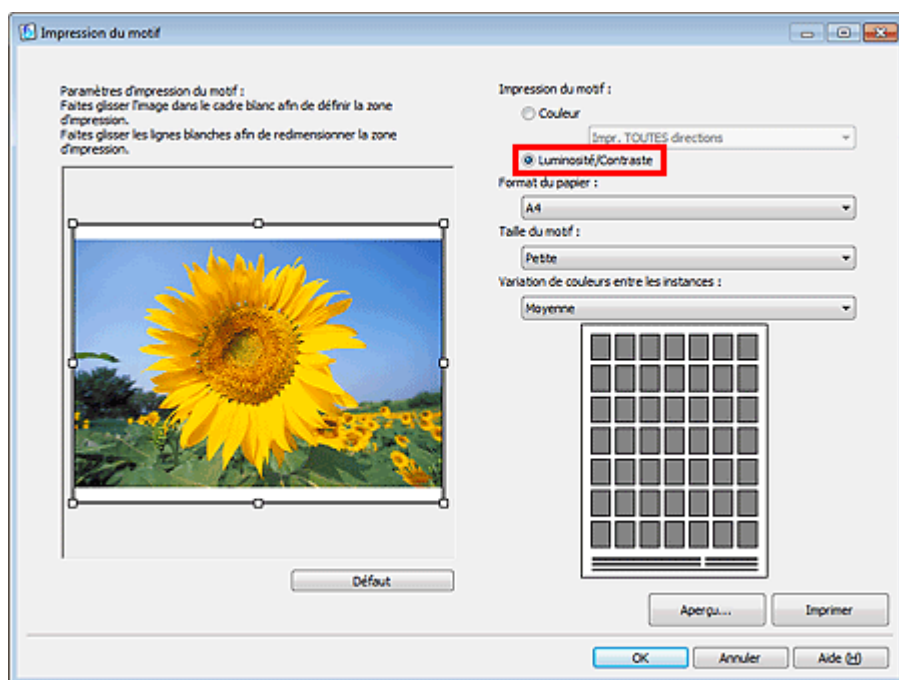 Impression du motif
Paramètres d'impression du motif :
Faites glisser l'image dans le cadre blanc afin de définir la zone
d'impression.
Faites glisser les lignes blanches afin de redimensionner la zone
d'impression.
Défaut
Impression du motif :
Couleur
Impr. TOUTES directions
Luminosité/Contraste
Format du papier :
A4
Taille du motif :
Petite
Variation de couleurs entre les instances :
Moyenne
Aperçu...
Imprimer
OK
Annuler
Aide (H)